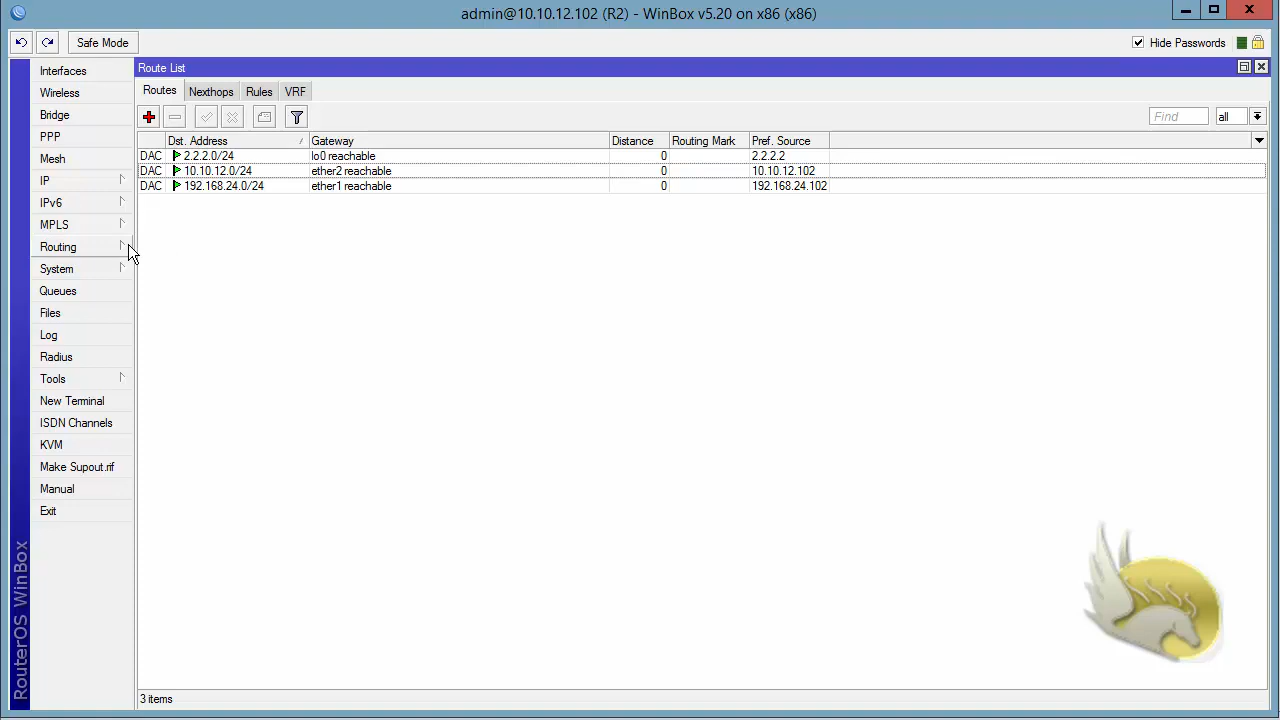 admin@10.10.12.102 (R2) - WinBox v5.20 on x86 (x86)
Safe Mode
Hide Passwords
Interfaces
Wireless
Bridge
PPP
Mesh
IP
IPv6
MPLS
Routing
System
Queues
Files
Log
Radius
Tools
New Terminal
ISDN Channels
KVM
Make Supout.rif
Manual
Exit
RouterOS WinBox
Route List
Routes Nexthops Rules VRF
Find all
Dst. Address Gateway Distance Routing Mark Pref. Source
DAC 2.2.2.0/24 lo0 reachable 0 2.2.2.2
DAC 10.10.12.0/24 ether2 reachable 0 10.10.12.102
DAC 192.168.24.0/24 ether1 reachable 0 192.168.24.102
3 items